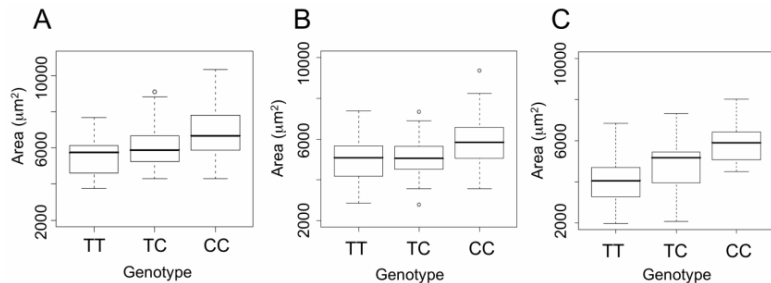 A
Area (μm²)
2000
6000
10000
TT
TC
CC
Genotype
B
Area (μm²)
2000
6000
10000
TT
TC
CC
Genotype
C
Area (μm²)
2000
6000
10000
TT
TC
CC
Genotype